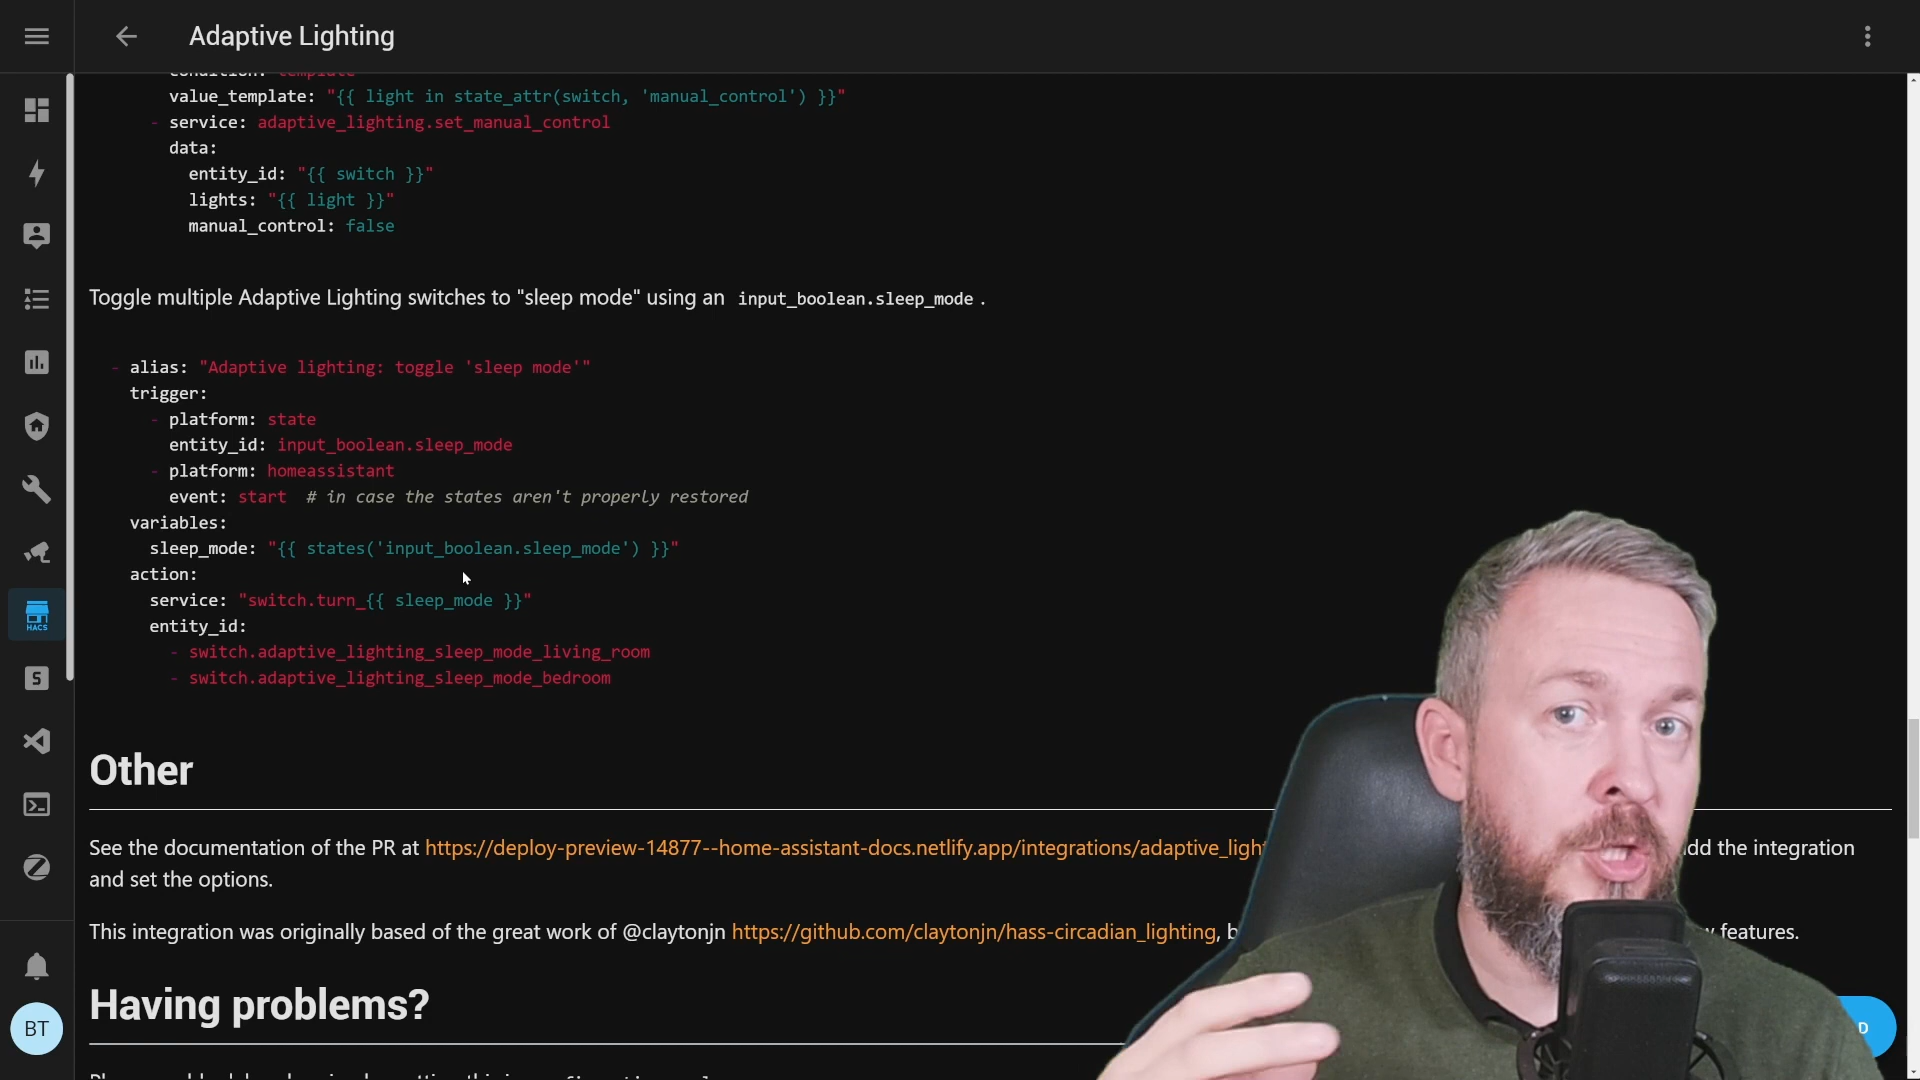 Adaptive Lighting
condition: template
value_template: "{{ light in state_attr(switch, 'manual_control') }}"
- service: adaptive_lighting.set_manual_control
data:
entity_id: "{{ switch }}"
lights: "{{ light }}"
manual_control: false
Toggle multiple Adaptive Lighting switches to "sleep mode" using an input_boolean.sleep_mode .
- alias: "Adaptive lighting: toggle 'sleep mode'"
trigger:
- platform: state
entity_id: input_boolean.sleep_mode
- platform: homeassistant
event: start # in case the states aren't properly restored
variables:
sleep_mode: "{{ states('input_boolean.sleep_mode') }}"
action:
service: "switch.turn_{{ sleep_mode }}"
entity_id:
- switch.adaptive_lighting_sleep_mode_living_room
- switch.adaptive_lighting_sleep_mode_bedroom
HACS
S
Other
See the documentation of the PR at https://deploy-preview-14877--home-assistant-docs.netlify.app/integrations/adaptive_light the integration
and set the options.
This integration was originally based of the great work of @claytonjn https://github.com/claytonjn/hass-circadian_lighting, features.
Having problems?
BT
D